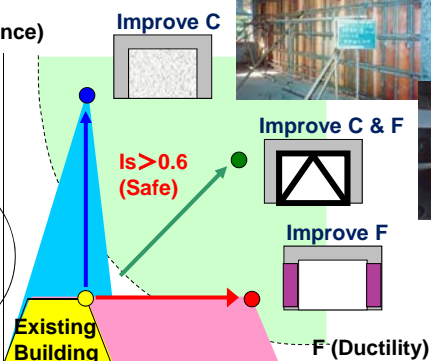 Improve C
nce)
Improve C & F
Is＞0.6
(Safe)
Improve F
Existing
Building
F (Ductility)